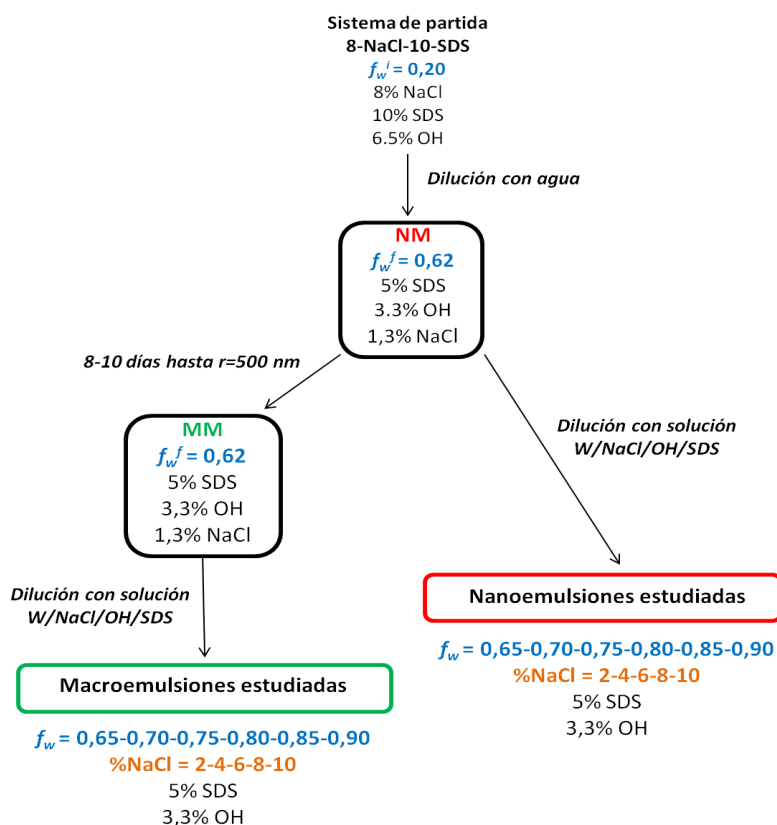 Sistema de partida
8-NaCl-10-SDS
fwⁱ = 0,20
8% NaCl
10% SDS
6.5% OH
Dilución con agua
NM
fwᶠ = 0,62
5% SDS
3.3% OH
1,3% NaCl
8-10 días hasta r=500 nm
Dilución con solución
W/NaCl/OH/SDS
MM
fwᶠ = 0,62
5% SDS
3,3% OH
1,3% NaCl
Dilución con solución
W/NaCl/OH/SDS
Nanoemulsiones estudiadas
fw = 0,65-0,70-0,75-0,80-0,85-0,90
%NaCl = 2-4-6-8-10
5% SDS
3,3% OH
Macroemulsiones estudiadas
fw = 0,65-0,70-0,75-0,80-0,85-0,90
%NaCl = 2-4-6-8-10
5% SDS
3,3% OH